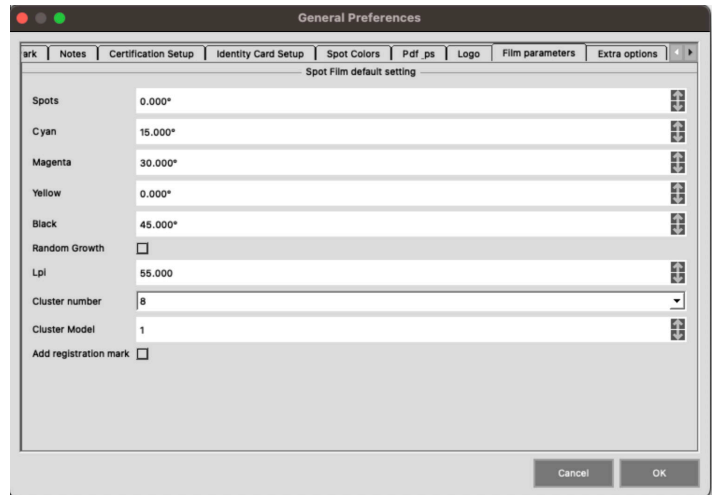 General Preferences
ark Notes Certification Setup Identity Card Setup Spot Colors Pdf_ps Logo Film parameters Extra options
Spot Film default setting
Spots 0.000°
Cyan 15.000°
Magenta 30.000°
Yellow 0.000°
Black 45.000°
Random Growth
Lpi 55.000
Cluster number 8
Cluster Model 1
Add registration mark
Cancel OK